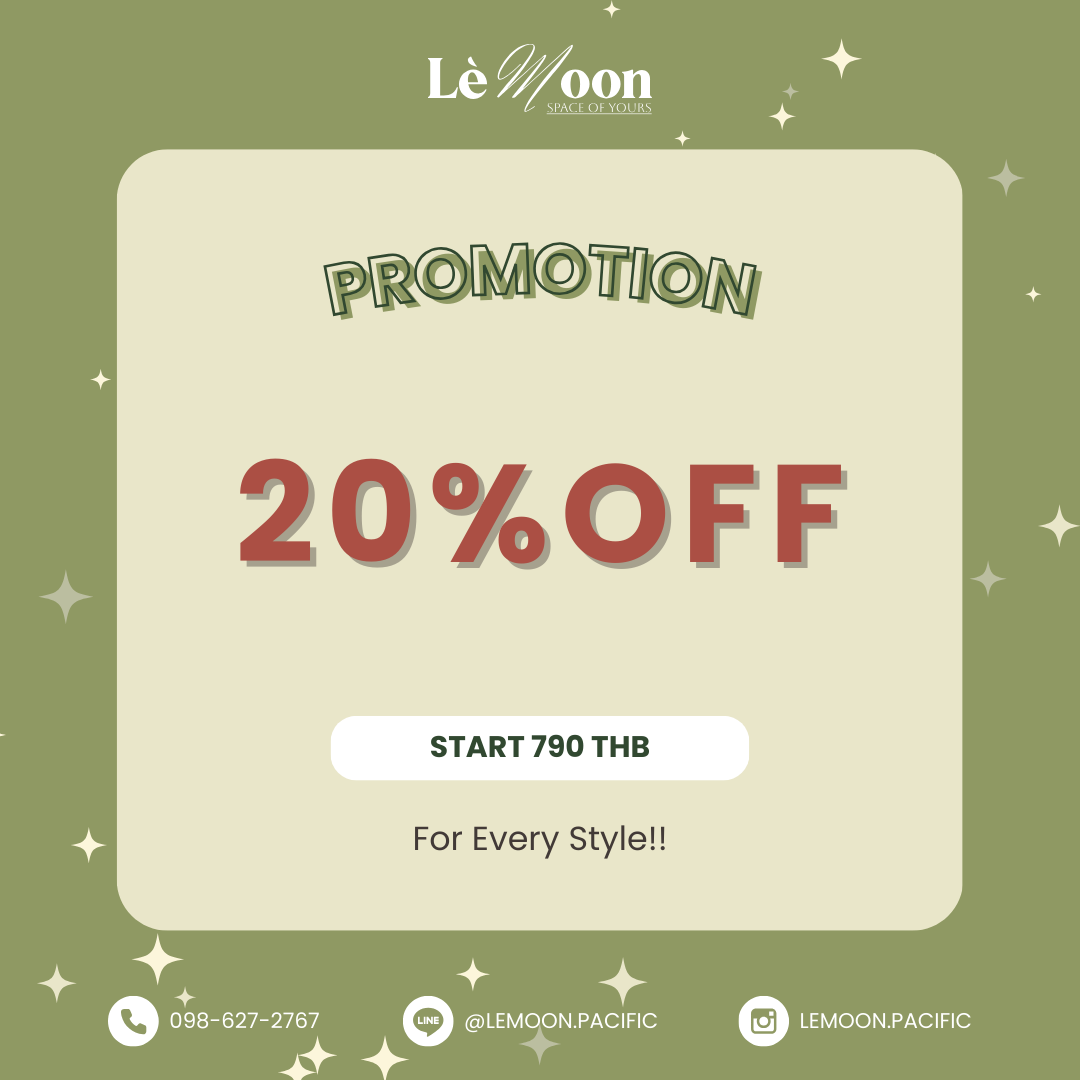 Lè Moon
SPACE OF YOURS
PROMOTION
20%OFF
START 790 THB
For Every Style!!
098-627-2767
LINE
@LEMOON.PACIFIC
LEMOON.PACIFIC